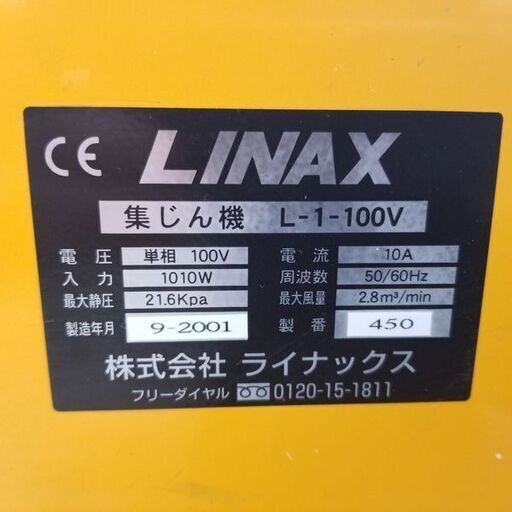 CE LINAX
集じん機 L-1-100V
電圧 単相 100V 電流 10A
入力 1010W 周波数 50/60Hz
最大静圧 21.6Kpa 最大風量 2.8m³/min
製造年月 9-2001 製番 450
株式会社 ライナックス
フリーダイヤル 0120-15-1811